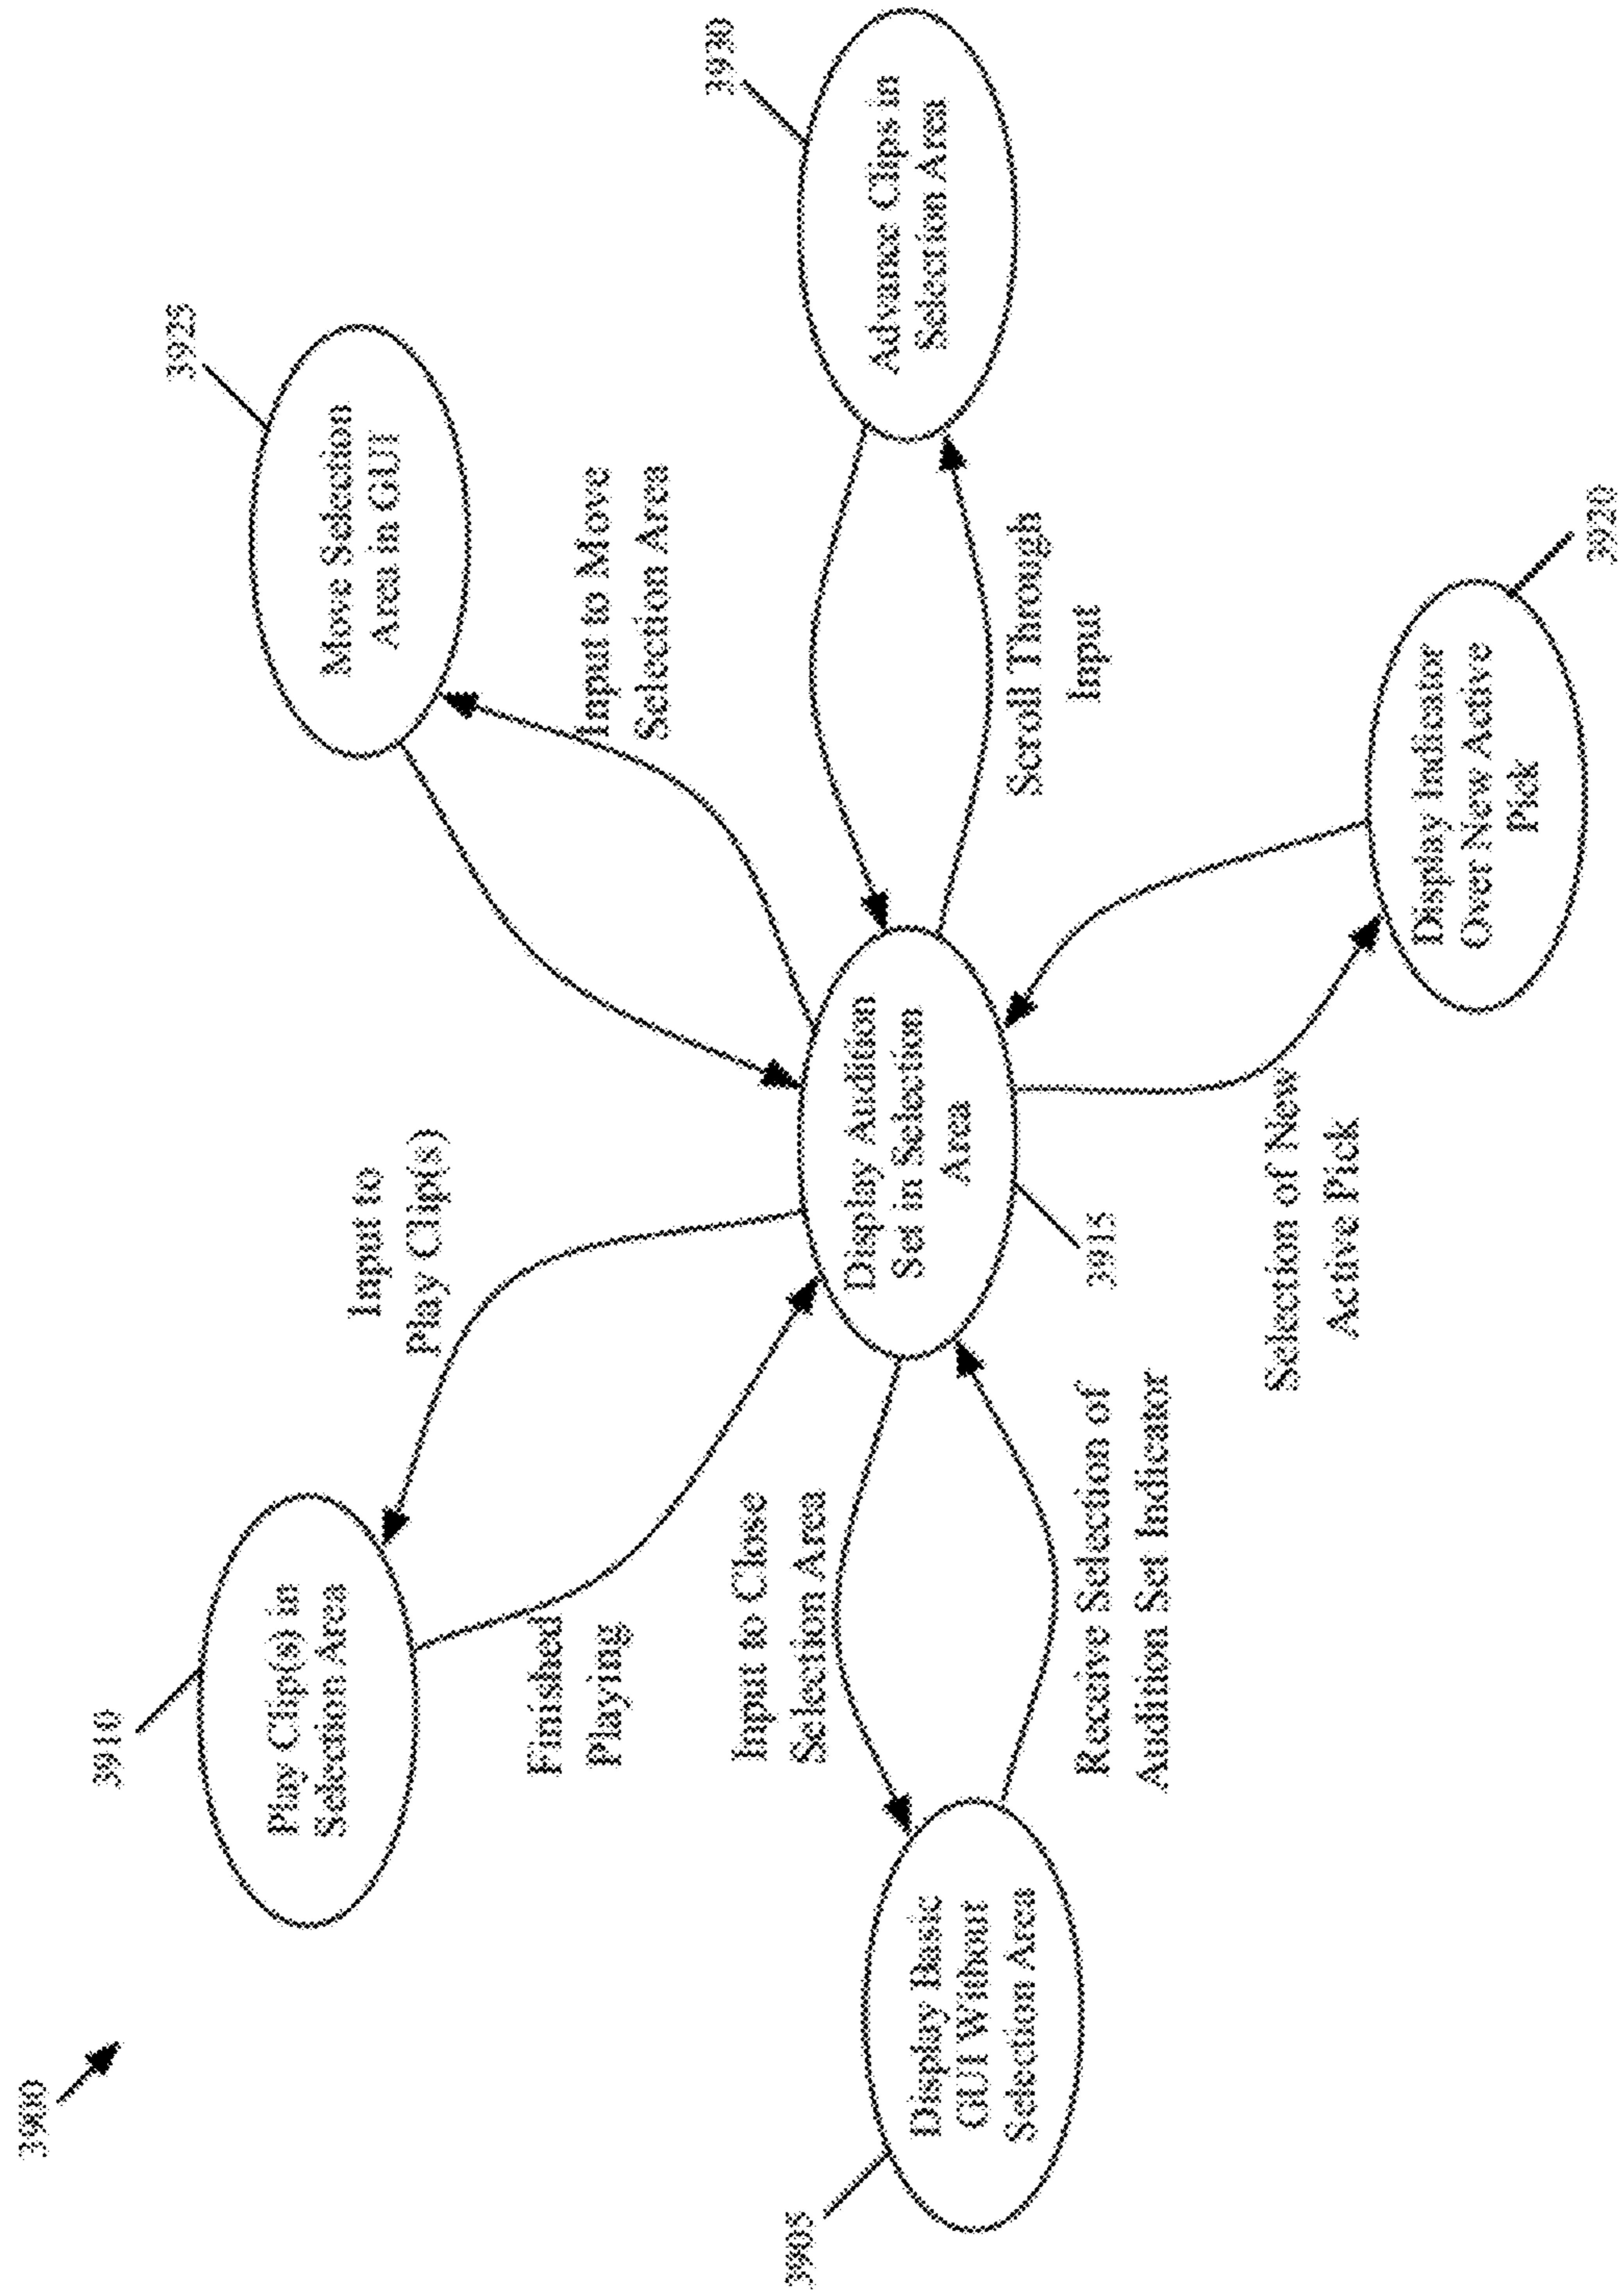 3900
3910
Play Clip(s) in
Selection Area
Input to
Play Clip(s)
Finished
Playing
3925
Move Selection
Area in GUI
Input to Move
Selection Area
3905
Display Basic
GUI Without
Selection Area
Input to Close
Selection Area
Receive Selection of
Audition Set Indicator
Display Audition
Set in Selection
Area
3915
3930
Advance Clips in
Selection Area
Scroll Through
Input
Selection of New
Active Pick
Display Indicator
Over New Active
Pick
3920